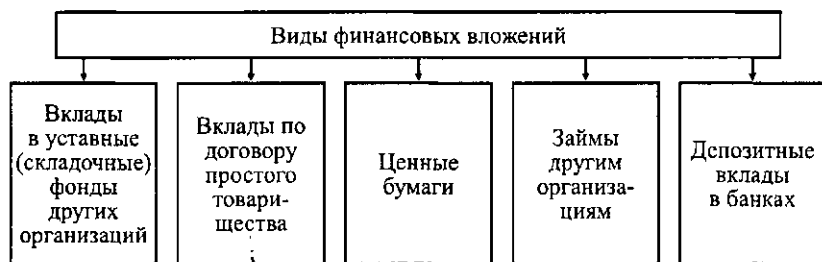 Виды финансовых вложений
Вклады
в уставные
(складочные)
фонды
других
организаций
Вклады по
договору
простого
товари-
щества
Ценные
бумаги
Займы
другим
организа-
циям
Депозитные
вклады
в банках